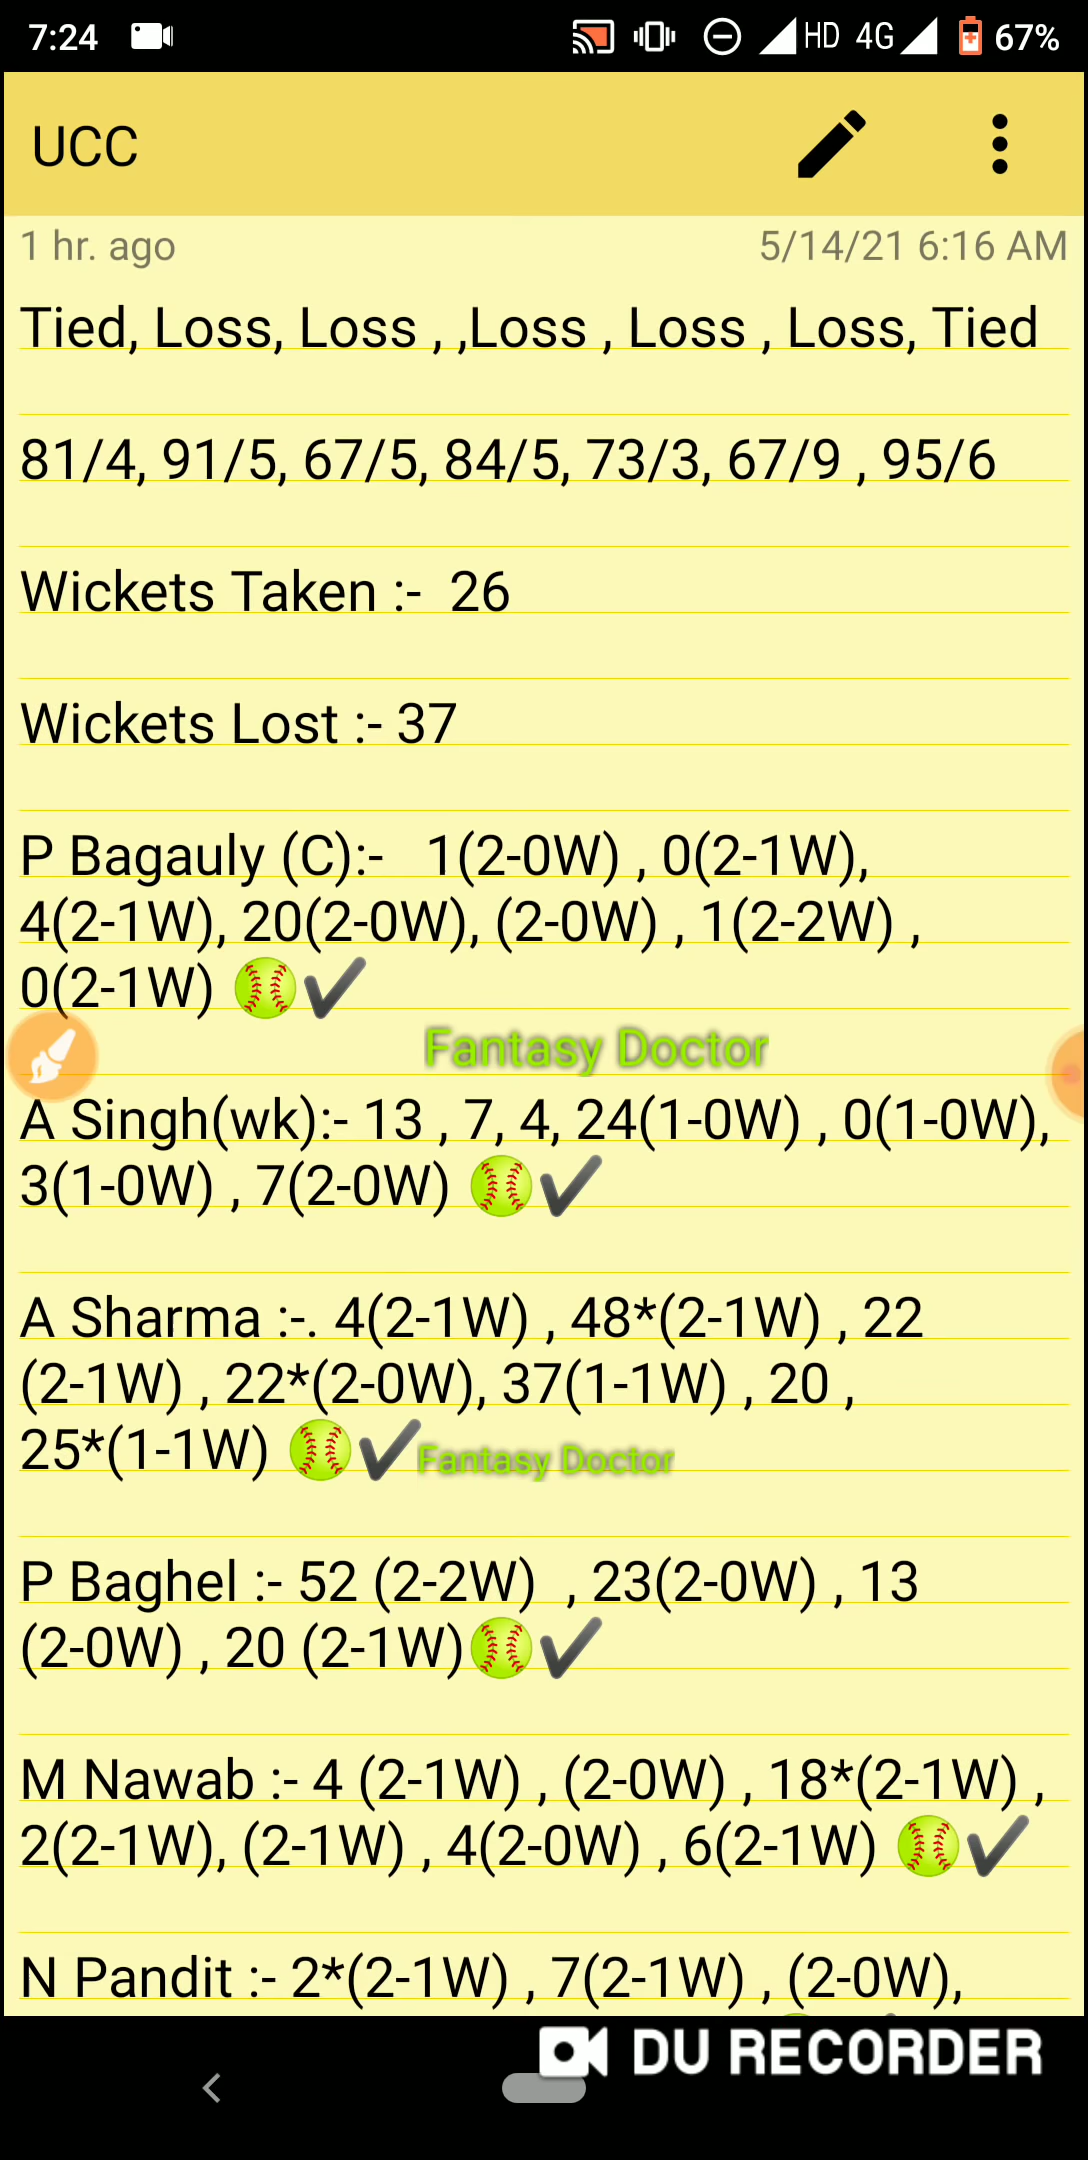 7:24 HD 4G 67%
UCC
1 hr. ago 5/14/21 6:16 AM
Tied, Loss, Loss , ,Loss , Loss , Loss, Tied
81/4, 91/5, 67/5, 84/5, 73/3, 67/9 , 95/6
Wickets Taken :- 26
Wickets Lost :- 37
P Bagauly (C):- 1(2-0W) , 0(2-1W),
4(2-1W), 20(2-0W), (2-0W) , 1(2-2W) ,
0(2-1W) 🥎✔
Fantasy Doctor
A Singh(wk):- 13 , 7, 4, 24(1-0W) , 0(1-0W),
3(1-0W) , 7(2-0W) 🥎✔
A Sharma :-. 4(2-1W) , 48*(2-1W) , 22
(2-1W) , 22*(2-0W), 37(1-1W) , 20 ,
25*(1-1W) 🥎✔ Fantasy Doctor
P Baghel :- 52 (2-2W) , 23(2-0W) , 13
(2-0W) , 20 (2-1W)🥎✔
M Nawab :- 4 (2-1W) , (2-0W) , 18*(2-1W) ,
2(2-1W), (2-1W) , 4(2-0W) , 6(2-1W) 🥎✔
N Pandit :- 2*(2-1W) , 7(2-1W) , (2-0W),
DU RECORDER